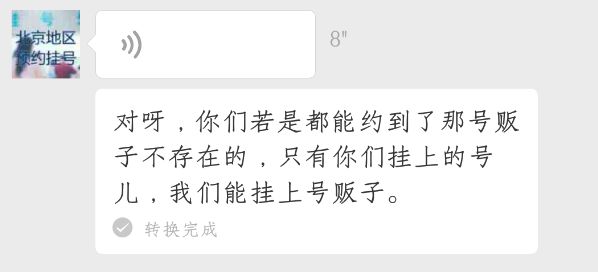 号
北京地区
预约挂号
8"
对呀，你们若是都能约到了那号贩
子不存在的，只有你们挂上的号
儿，我们能挂上号贩子。
转换完成